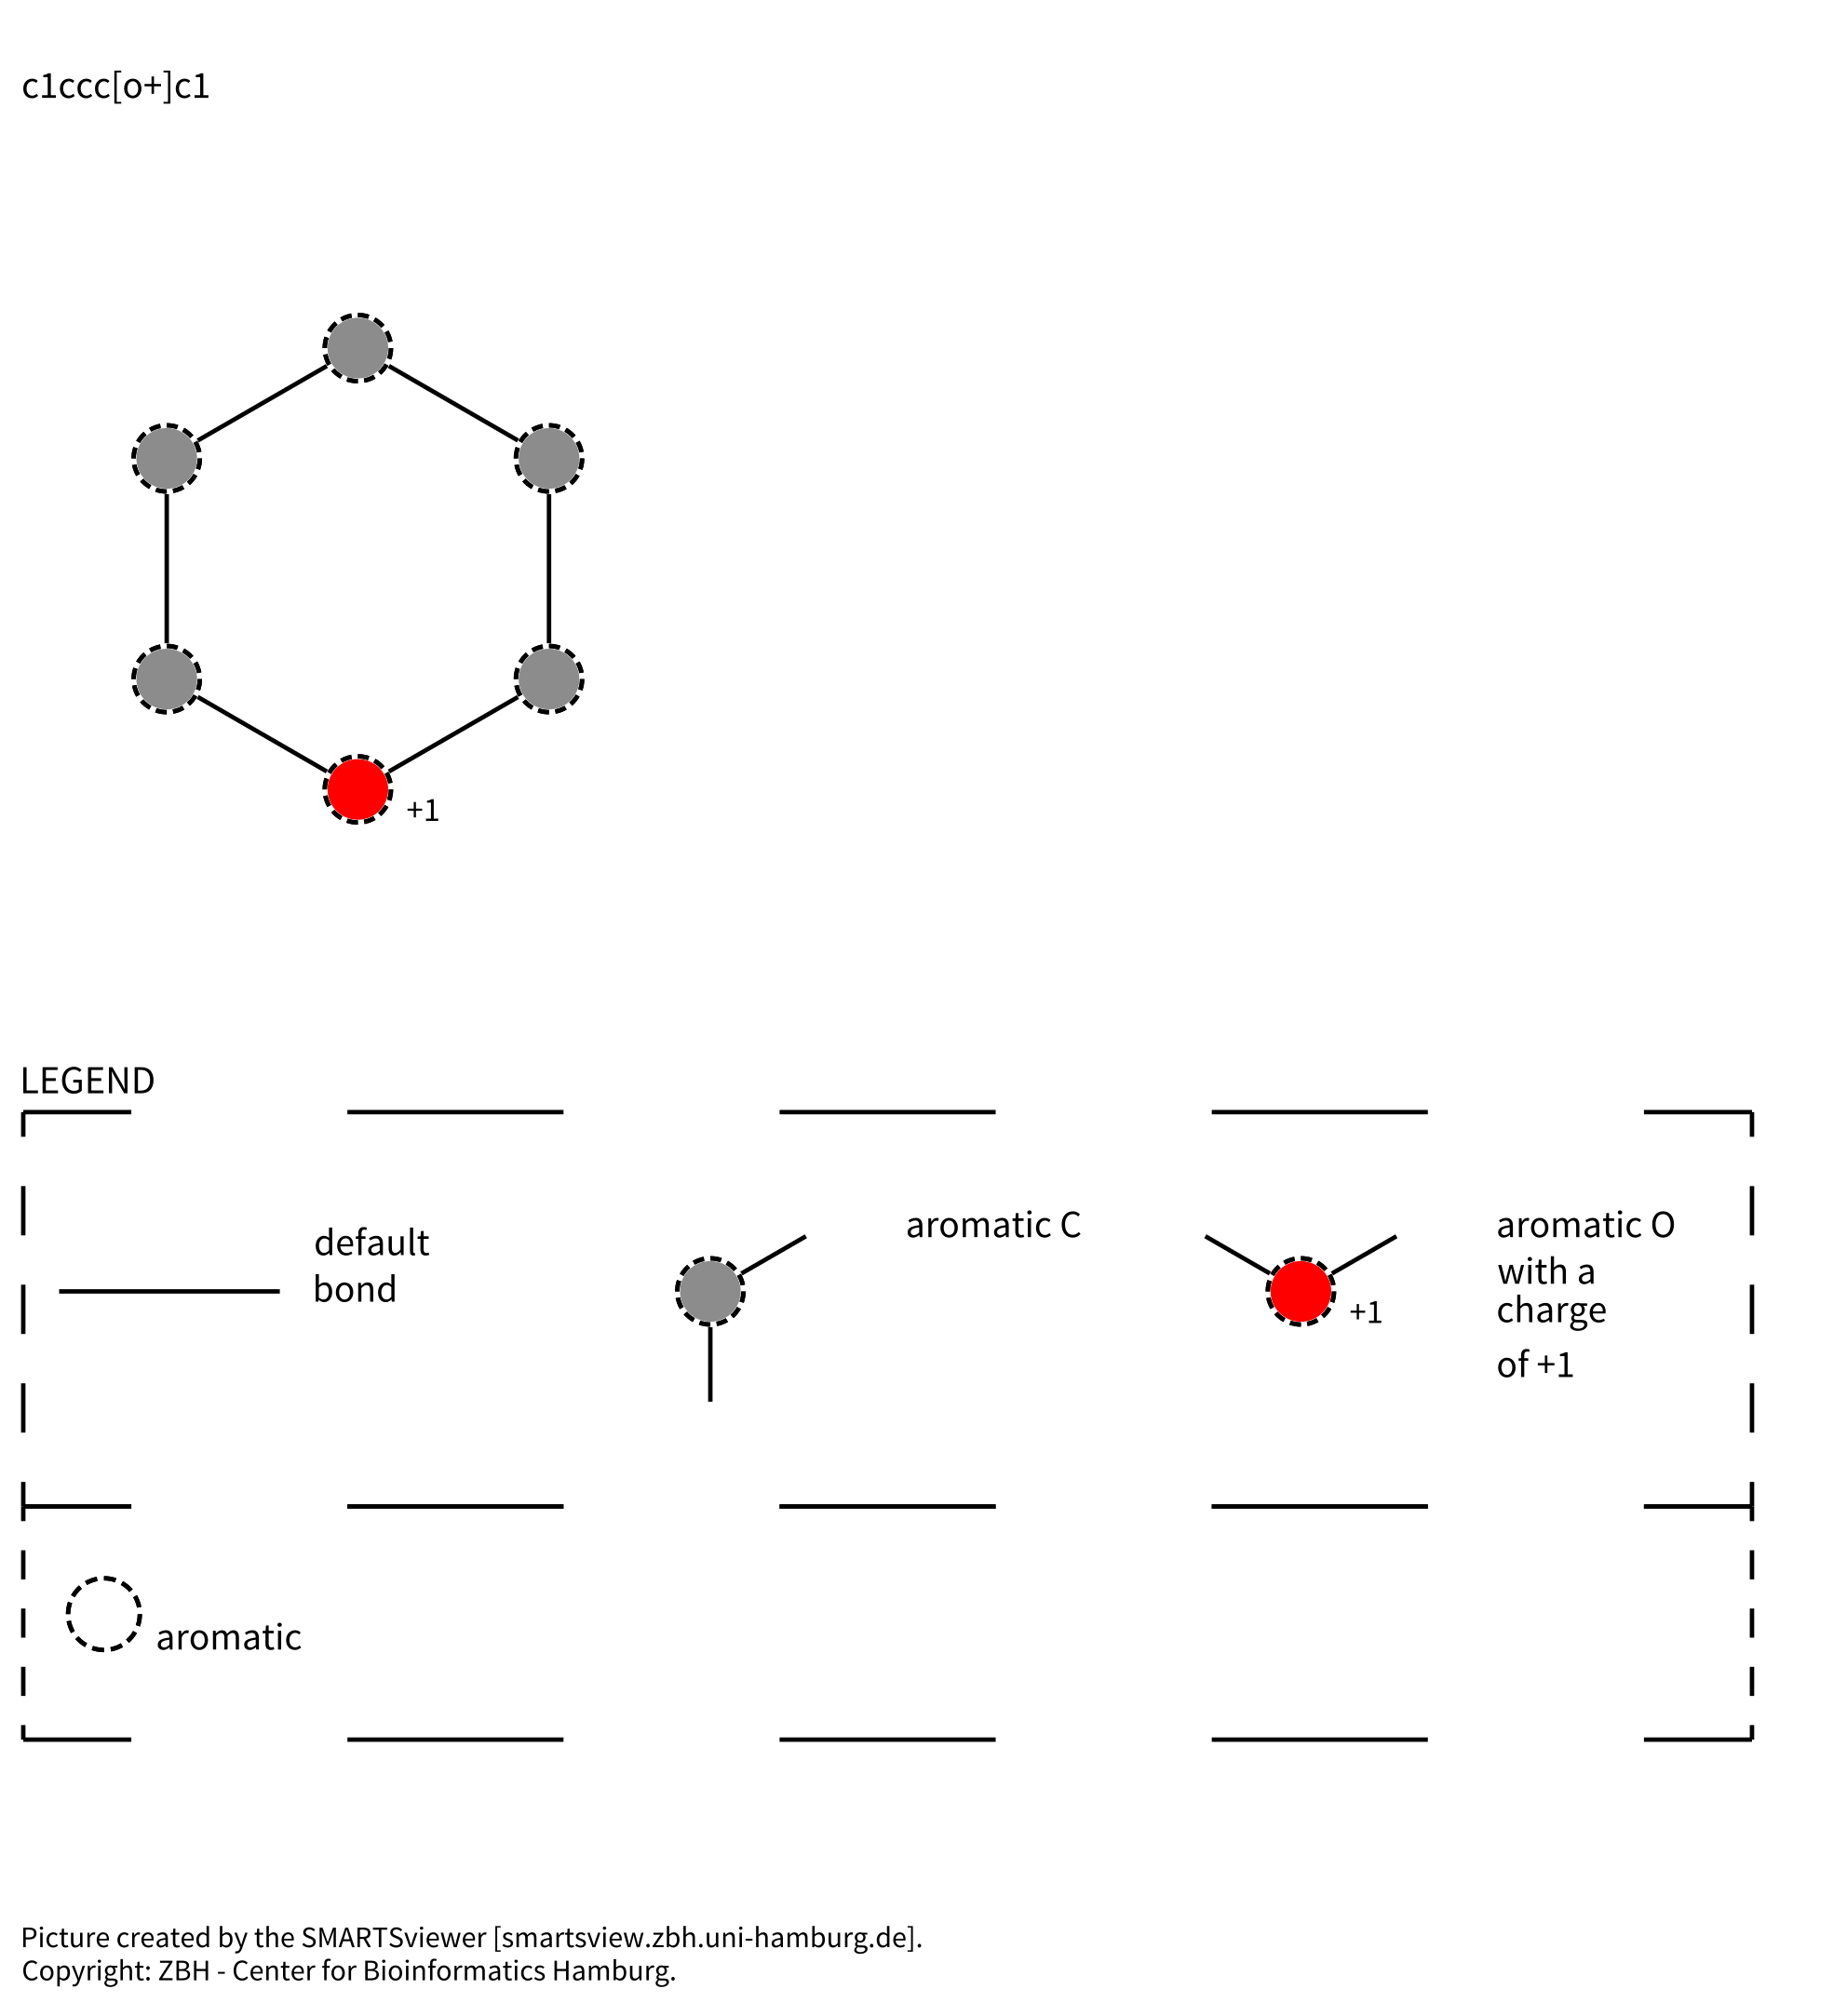 c1ccc[o+]c1
+1
LEGEND
default
bond
aromatic C
+1
aromatic O
with a
charge
of +1
aromatic
Picture created by the SMARTSviewer [smartsview.zbh.uni-hamburg.de].
Copyright: ZBH - Center for Bioinformatics Hamburg.